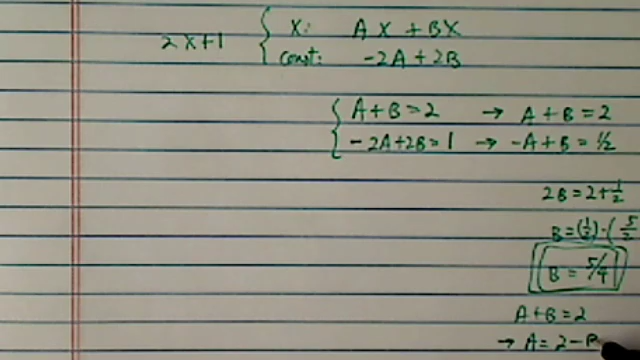 2x+1 { x: Ax + Bx
const: -2A + 2B
{ A+B=2 → A+B=2
-2A+2B=1 → -A+B=1/2
2B=2+1/2
B=(1/2)·(5/2
B = 5/4
A+B=2
→ A=2-B